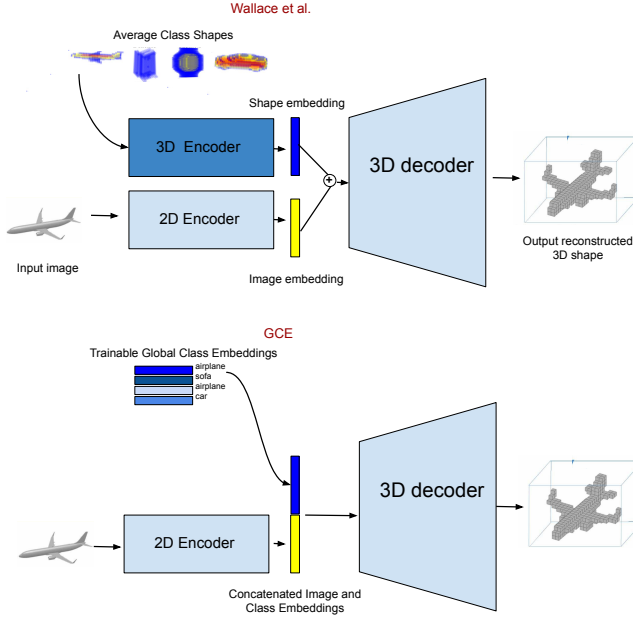 Wallace et al.
Average Class Shapes
Shape embedding
3D Encoder
+
3D decoder
2D Encoder
Input image
Image embedding
Output reconstructed
3D shape
GCE
Trainable Global Class Embeddings
airplane
sofa
airplane
car
3D decoder
2D Encoder
Concatenated Image and
Class Embeddings